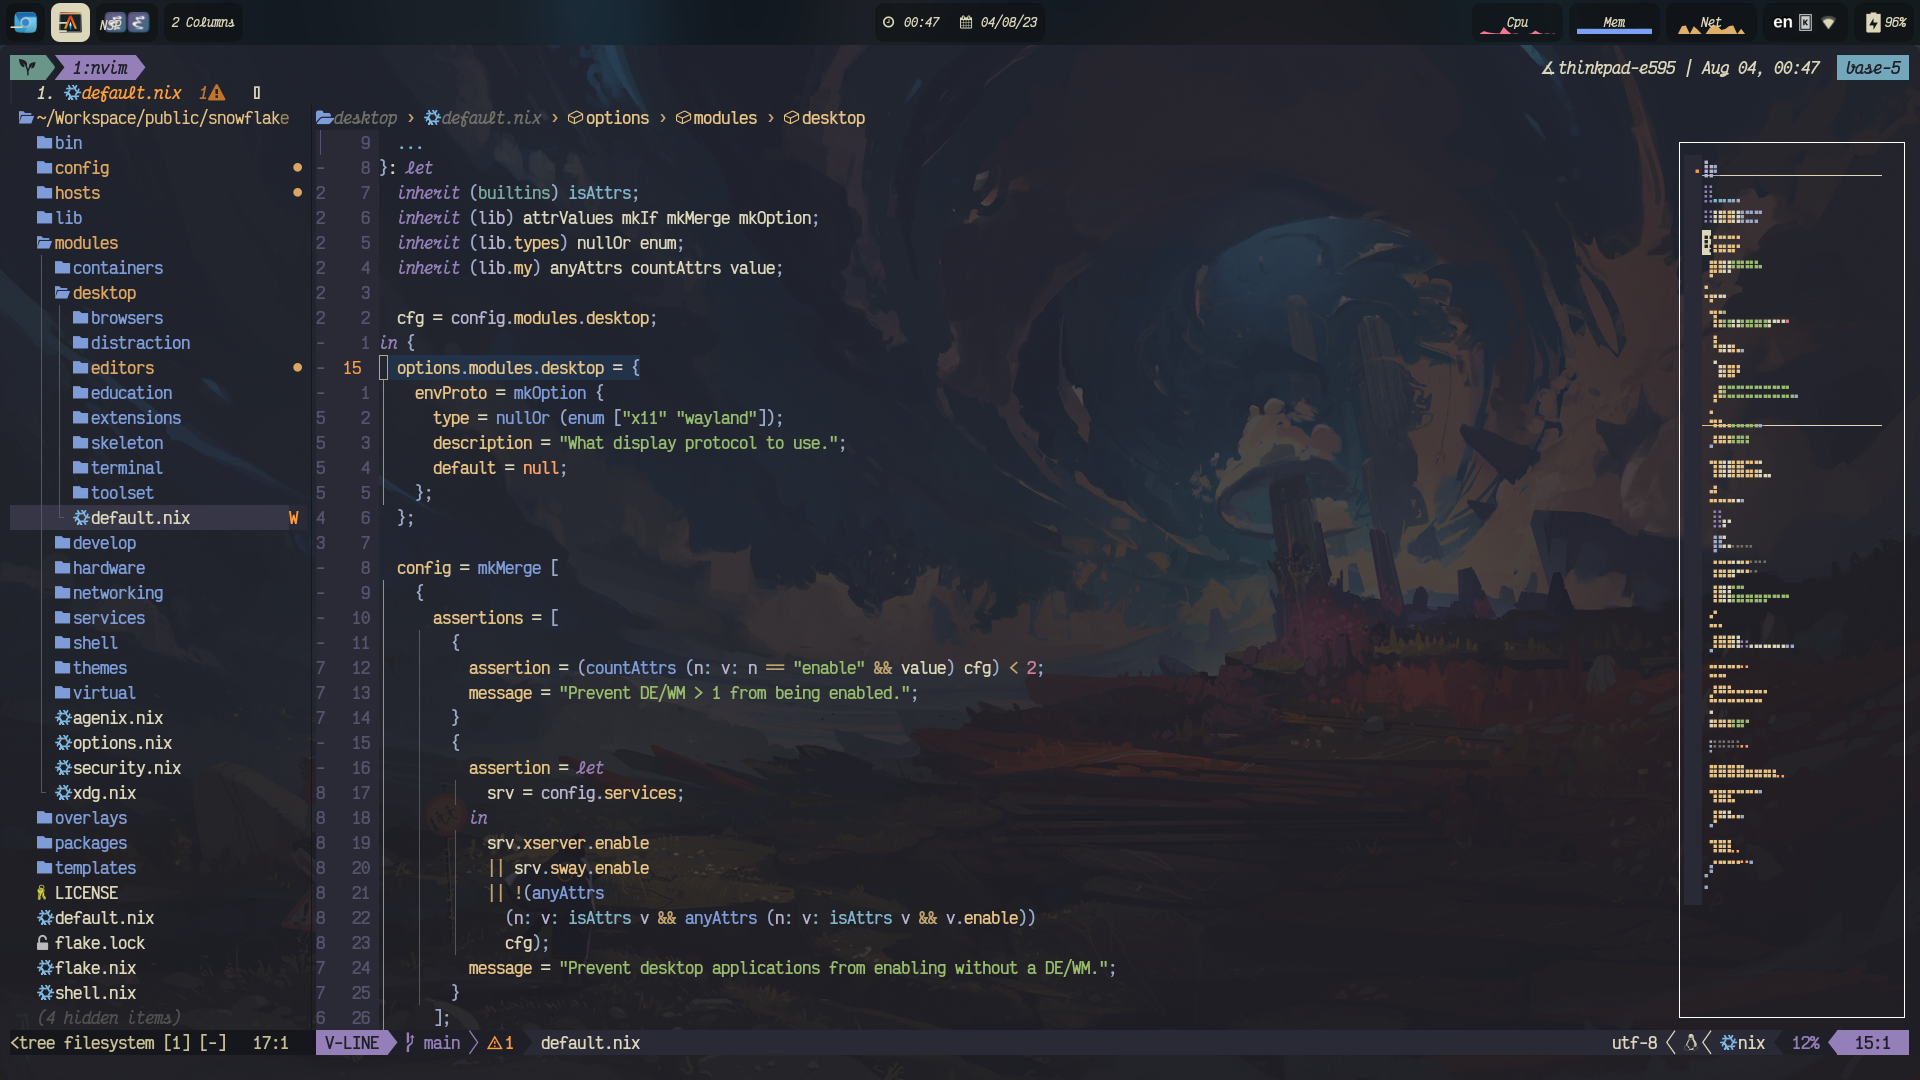 NSP 2 Columns 00:47 04/08/23 Cpu Mem Net en K 96%
1:nvim thinkpad-e595 | Aug 04, 00:47 base-5
1. default.nix 1
~/Workspace/public/snowflake
bin
config
hosts
lib
modules
containers
desktop
browsers
distraction
editors
education
extensions
skeleton
terminal
toolset
default.nix W
develop
hardware
networking
services
shell
themes
virtual
agenix.nix
options.nix
security.nix
xdg.nix
overlays
packages
templates
LICENSE
default.nix
flake.lock
flake.nix
shell.nix
(4 hidden items)
desktop › default.nix › options › modules › desktop
9 ...
- 8 }: let
2 7 inherit (builtins) isAttrs;
2 6 inherit (lib) attrValues mkIf mkMerge mkOption;
2 5 inherit (lib.types) nullOr enum;
2 4 inherit (lib.my) anyAttrs countAttrs value;
2 3
2 2 cfg = config.modules.desktop;
- 1 in {
- 15 options.modules.desktop = {
- 1 envProto = mkOption {
5 2 type = nullOr (enum ["x11" "wayland"]);
5 3 description = "What display protocol to use.";
5 4 default = null;
5 5 };
4 6 };
3 7
- 8 config = mkMerge [
- 9 {
- 10 assertions = [
- 11 {
7 12 assertion = (countAttrs (n: v: n == "enable" && value) cfg) < 2;
7 13 message = "Prevent DE/WM > 1 from being enabled.";
7 14 }
- 15 {
- 16 assertion = let
8 17 srv = config.services;
8 18 in
8 19 srv.xserver.enable
8 20 || srv.sway.enable
8 21 || !(anyAttrs
8 22 (n: v: isAttrs v && anyAttrs (n: v: isAttrs v && v.enable))
8 23 cfg);
7 24 message = "Prevent desktop applications from enabling without a DE/WM.";
7 25 }
6 26 ];
<tree filesystem [1] [-] 17:1 V-LINE main 1 default.nix utf-8 nix 12% 15:1